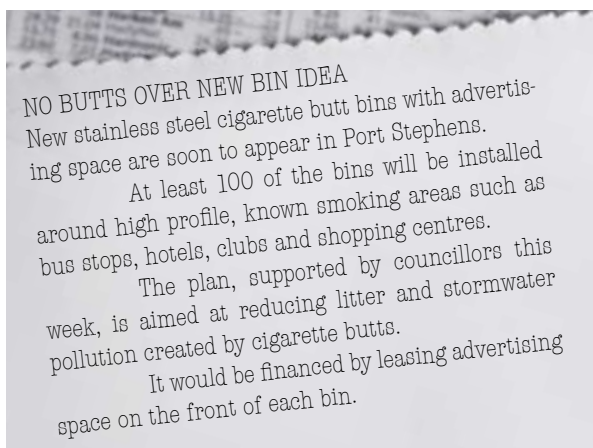 NO BUTTS OVER NEW BIN IDEA
New stainless steel cigarette butt bins with advertis-
ing space are soon to appear in Port Stephens.
At least 100 of the bins will be installed
around high profile, known smoking areas such as
bus stops, hotels, clubs and shopping centres.
The plan, supported by councillors this
week, is aimed at reducing litter and stormwater
pollution created by cigarette butts.
It would be financed by leasing advertising
space on the front of each bin.